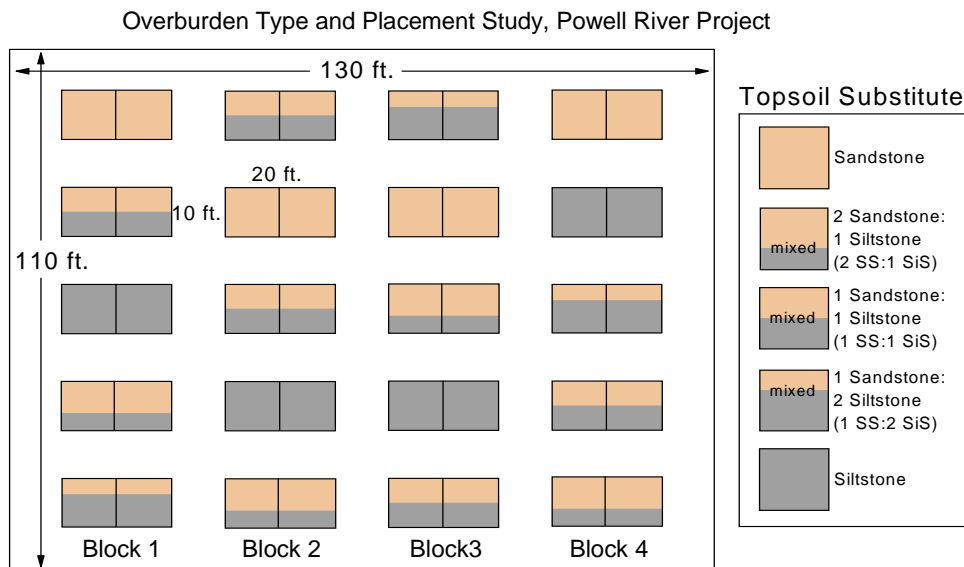 Overburden Type and Placement Study, Powell River Project
130 ft.
20 ft.
10 ft.
110 ft.
Block 1
Block 2
Block3
Block 4
Topsoil Substitute
Sandstone
mixed
2 Sandstone:
1 Siltstone
(2 SS:1 SiS)
mixed
1 Sandstone:
1 Siltstone
(1 SS:1 SiS)
mixed
1 Sandstone:
2 Siltstone
(1 SS:2 SiS)
Siltstone